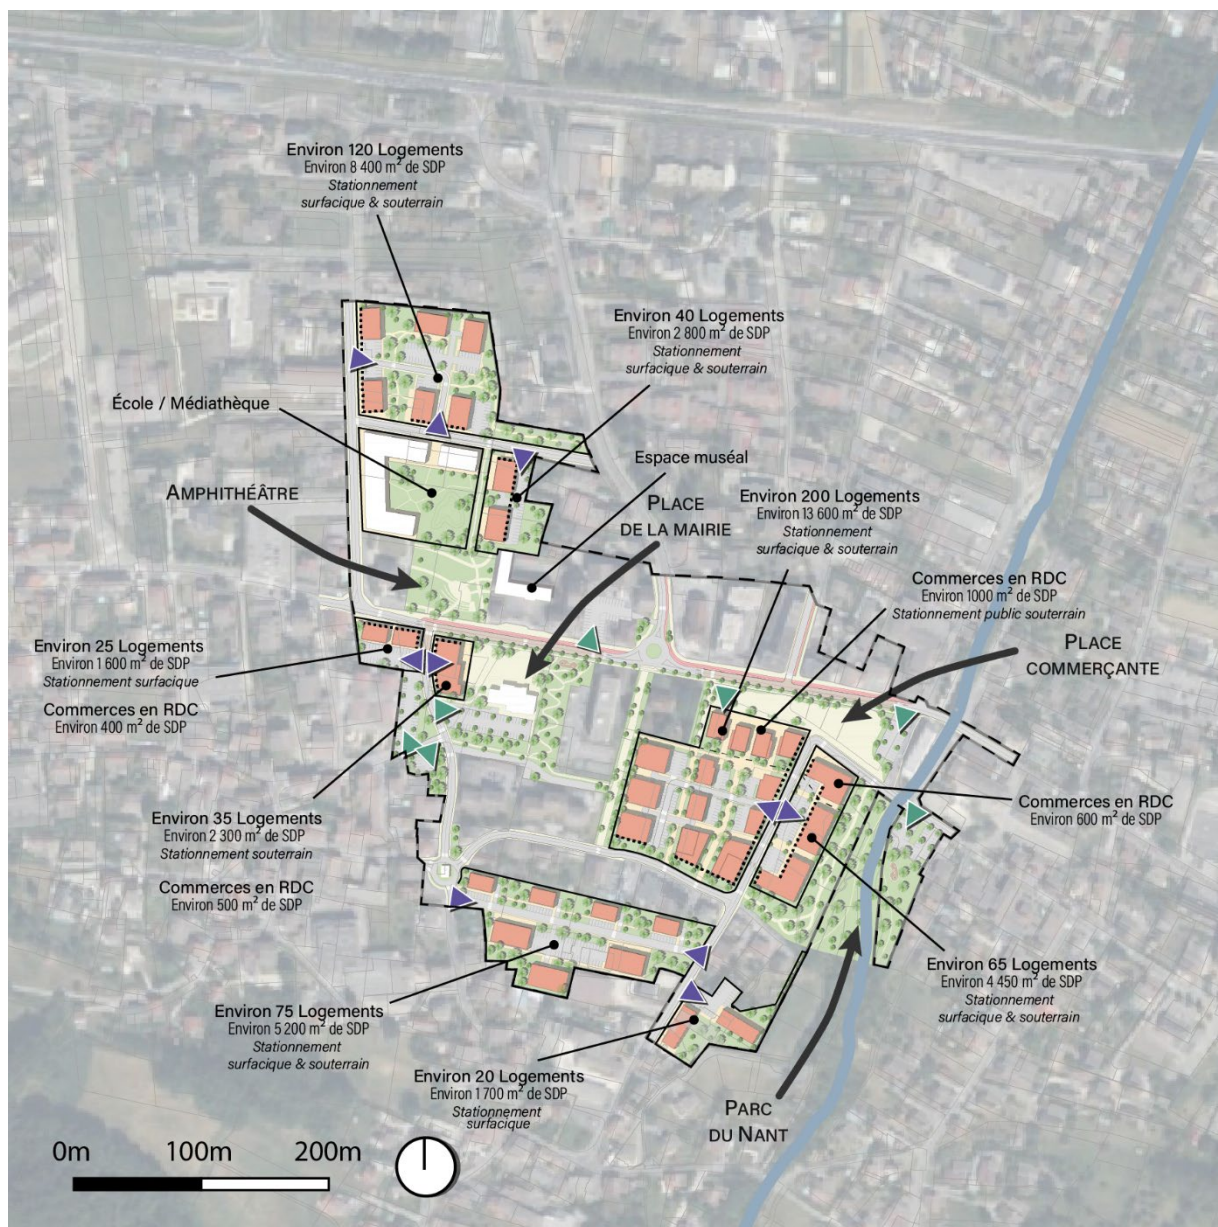 Environ 120 Logements
Environ 8 400 m² de SDP
Stationnement
surfacique & souterrain
Environ 40 Logements
Environ 2 800 m² de SDP
Stationnement
surfacique & souterrain
École / Médiathèque
Espace muséal
AMPHITHÉÂTRE
PLACE
DE LA MAIRIE
Environ 200 Logements
Environ 13 600 m² de SDP
Stationnement
surfacique & souterrain
Commerces en RDC
Environ 1000 m² de SDP
Stationnement public souterrain
PLACE
COMMERÇANTE
Environ 25 Logements
Environ 1 600 m² de SDP
Stationnement surfacique
Commerces en RDC
Environ 400 m² de SDP
Environ 35 Logements
Environ 2 300 m² de SDP
Stationnement souterrain
Commerces en RDC
Environ 500 m² de SDP
Commerces en RDC
Environ 600 m² de SDP
Environ 65 Logements
Environ 4 450 m² de SDP
Stationnement
surfacique & souterrain
Environ 75 Logements
Environ 5 200 m² de SDP
Stationnement
surfacique & souterrain
Environ 20 Logements
Environ 1 700 m² de SDP
Stationnement
surfacique
PARC
DU NANT
0m 100m 200m